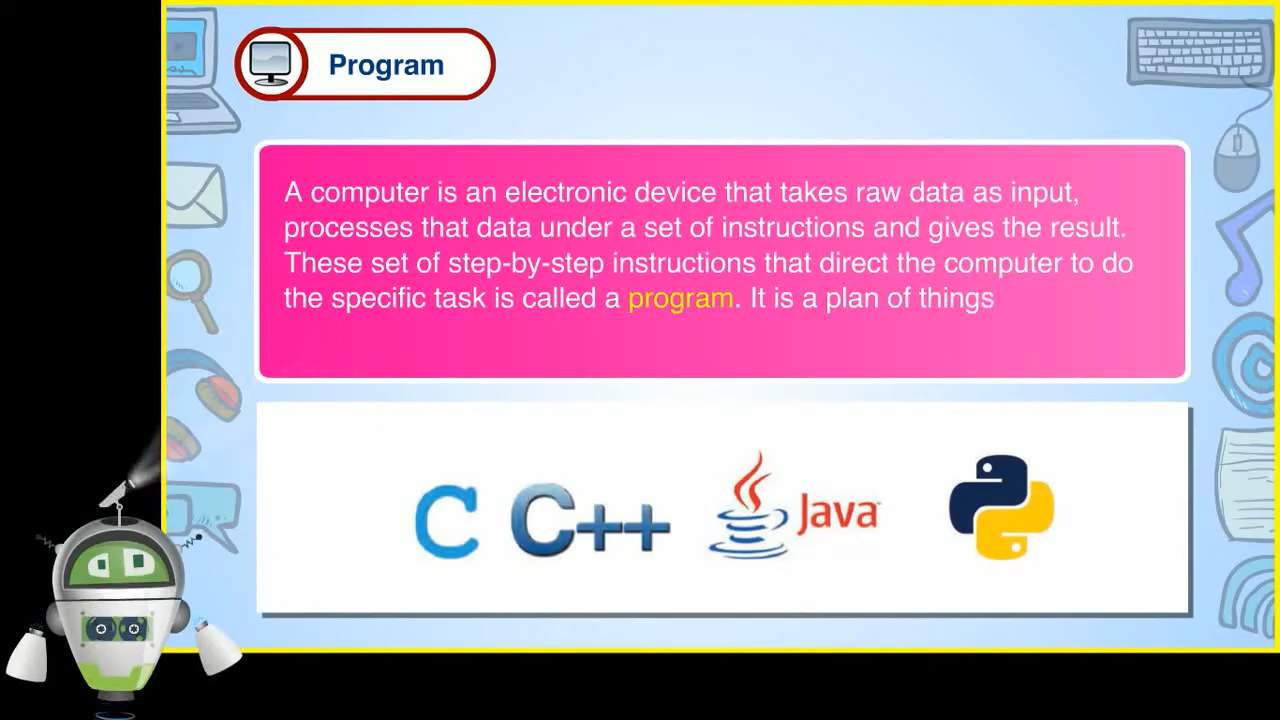 Program
A computer is an electronic device that takes raw data as input,
processes that data under a set of instructions and gives the result.
These set of step-by-step instructions that direct the computer to do
the specific task is called a program. It is a plan of things
C C++ Java